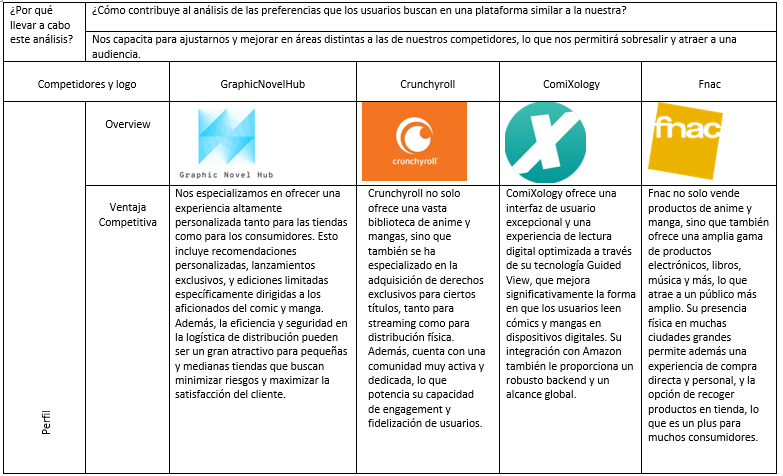 ¿Por qué
llevar a cabo
este análisis?
¿Cómo contribuye al análisis de las preferencias que los usuarios buscan en una plataforma similar a la nuestra?
Nos capacita para ajustarnos y mejorar en áreas distintas a las de nuestros competidores, lo que nos permitirá sobresalir y atraer a una
audiencia.
Competidores y logo
GraphicNovelHub
Crunchyroll
ComiXology
Fnac
Perfil
Overview
Graphic Novel Hub
crunchyroll
X
fnac
Ventaja
Competitiva
Nos especializamos en ofrecer una
experiencia altamente
personalizada tanto para las tiendas
como para los consumidores. Esto
incluye recomendaciones
personalizadas, lanzamientos
exclusivos, y ediciones limitadas
específicamente dirigidas a los
aficionados del comic y manga.
Además, la eficiencia y seguridad en
la logística de distribución pueden
ser un gran atractivo para pequeñas
y medianas tiendas que buscan
minimizar riesgos y maximizar la
satisfacción del cliente.
Crunchyroll no solo
ofrece una vasta
biblioteca de anime y
mangas, sino que
también se ha
especializado en la
adquisición de derechos
exclusivos para ciertos
títulos, tanto para
streaming como para
distribución física.
Además, cuenta con una
comunidad muy activa y
dedicada, lo que
potencia su capacidad
de engagement y
fidelización de usuarios.
ComiXology ofrece una
interfaz de usuario
excepcional y una
experiencia de lectura
digital optimizada a través
de su tecnología Guided
View, que mejora
significativamente la forma
en que los usuarios leen
cómics y mangas en
dispositivos digitales. Su
integración con Amazon
también le proporciona un
robusto backend y un
alcance global.
Fnac no solo vende
productos de anime y
manga, sino que también
ofrece una amplia gama
de productos
electrónicos, libros,
música y más, lo que
atrae a un público más
amplio. Su presencia
física en muchas
ciudades grandes
permite además una
experiencia de compra
directa y personal, y la
opción de recoger
productos en tienda, lo
que es un plus para
muchos consumidores.